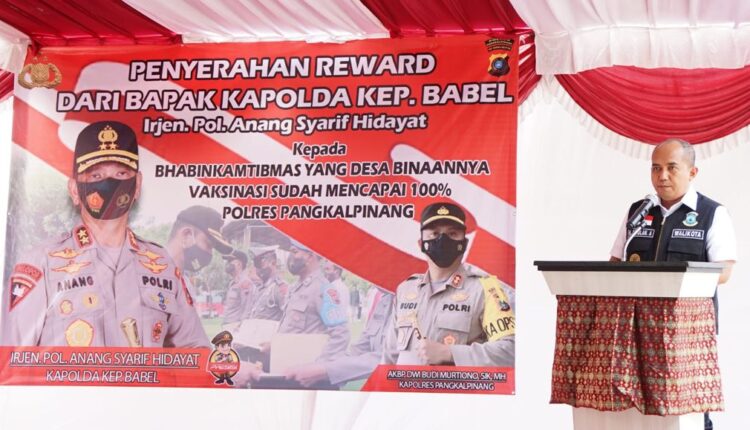 PENYERAHAN REWARD
DARI BAPAK KAPOLDA KEP. BABEL
Irjen. Pol. Anang Syarif Hidayat
Kepada
BHABINKAMTIBMAS YANG DESA BINAANNYA
VAKSINASI SUDAH MENCAPAI 100%
POLRES PANGKALPINANG
ANANG
POLRI
BUDI
POLRI
KA OPS
IRJEN. POL. ANANG SYARIF HIDAYAT
KAPOLDA KEP. BABEL
AKBP. DWI BUDI MURTIONO, SIK, MH
KAPOLRES PANGKALPINANG
WALIKOTA